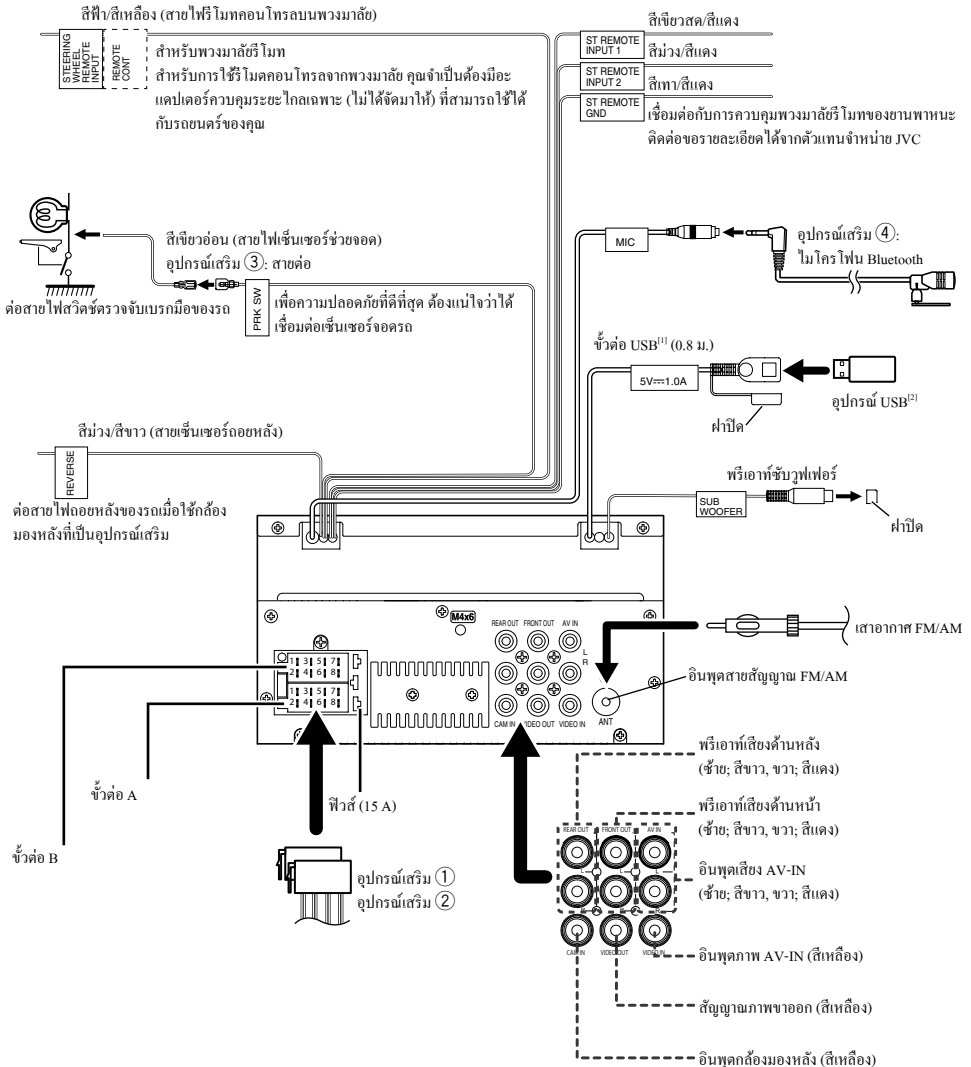 สีฟ้า/สีเหลือง (สายไฟรีโมทคอนโทรลบนพวงมาลัย)
STEERING
WHEEL
REMOTE
INPUT
REMOTE
CONT
สำหรับพวงมาลัยรีโมท
สำหรับการใช้รีโมตคอนโทรลจากพวงมาลัย คุณจำเป็นต้องมีอะ
แดปเตอร์ควบคุมระยะไกลเฉพาะ (ไม่ได้จัดมาให้) ที่สามารถใช้ได้
กับรถยนตร์ของคุณ
สีเขียวสด/สีแดง
ST REMOTE
INPUT 1
สีม่วง/สีแดง
ST REMOTE
INPUT 2
สีเทา/สีแดง
ST REMOTE
GND
เชื่อมต่อกับการควบคุมพวงมาลัยรีโมทของยานพาหนะ
ติดต่อขอรายละเอียดได้จากตัวแทนจำหน่าย JVC
สีเขียวอ่อน (สายไฟเซ็นเซอร์ช่วยจอด)
อุปกรณ์เสริม ③: สายต่อ
ต่อสายไฟสวิตช์ตรวจจับเบรกมือของรถ
PRK SW
เพื่อความปลอดภัยที่ดีที่สุด ต้องแน่ใจว่าได้
เชื่อมต่อเซ็นเซอร์จอดรถ
MIC
อุปกรณ์เสริม ④:
ไมโครโฟน Bluetooth
ขั้วต่อ USB[1] (0.8 ม.)
5V⎓1.0A
ฝาปิด
อุปกรณ์ USB[2]
สีม่วง/สีขาว (สายเซ็นเซอร์ถอยหลัง)
REVERSE
ต่อสายไฟถอยหลังของรถเมื่อใช้กล้อง
มองหลังที่เป็นอุปกรณ์เสริม
พรีเอาท์ซับวูฟเฟอร์
SUB
WOOFER
ฝาปิด
M4x6
REAR OUT FRONT OUT AV IN
L
R
1 3 5 7
2 4 6 8
1 3 5 7
2 4 6 8
CAM IN VIDEO OUT VIDEO IN
ANT
เสาอากาศ FM/AM
อินพุตสายสัญญาณ FM/AM
ขั้วต่อ A
ขั้วต่อ B
ฟิวส์ (15 A)
อุปกรณ์เสริม ①
อุปกรณ์เสริม ②
พรีเอาท์เสียงด้านหลัง
(ซ้าย; สีขาว, ขวา; สีแดง)
พรีเอาท์เสียงด้านหน้า
(ซ้าย; สีขาว, ขวา; สีแดง)
REAR OUT FRONT OUT AV IN
L L L
R R R
อินพุตเสียง AV-IN
(ซ้าย; สีขาว, ขวา; สีแดง)
CAM IN VIDEO OUT VIDEO IN
อินพุตภาพ AV-IN (สีเหลือง)
สัญญาณภาพขาออก (สีเหลือง)
อินพุตกล้องมองหลัง (สีเหลือง)